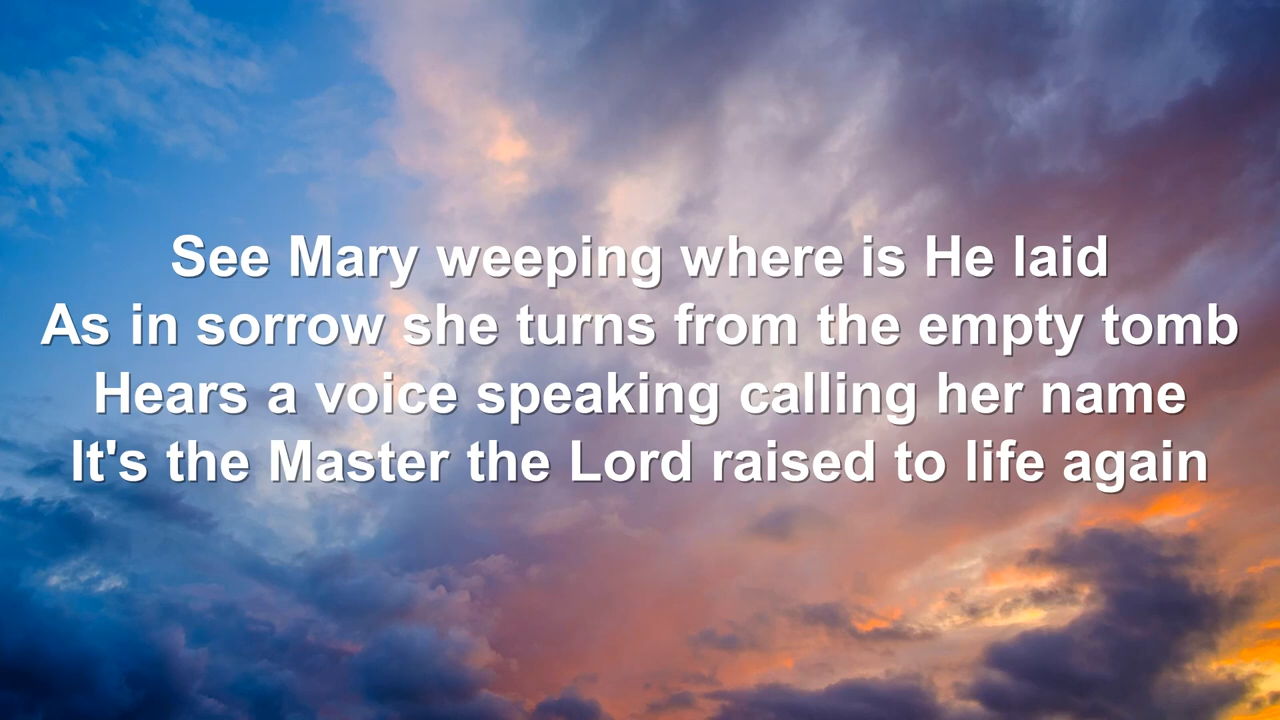 See Mary weeping where is He laid
As in sorrow she turns from the empty tomb
Hears a voice speaking calling her name
It's the Master the Lord raised to life again